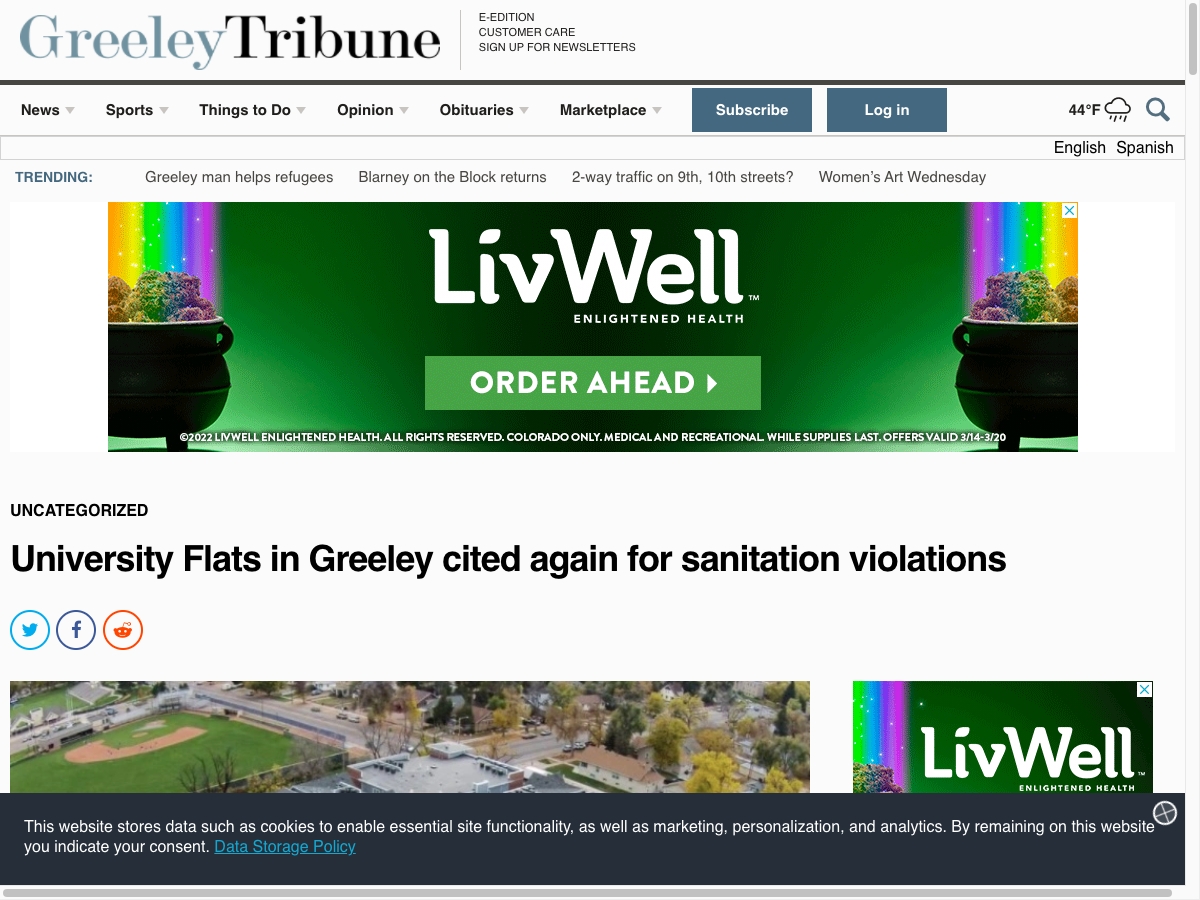 GreeleyTribune
E-EDITION
CUSTOMER CARE
SIGN UP FOR NEWSLETTERS
News
Sports
Things to Do
Opinion
Obituaries
Marketplace
Subscribe
Log in
44°F
English Spanish
TRENDING:
Greeley man helps refugees
Blarney on the Block returns
2-way traffic on 9th, 10th streets?
Women’s Art Wednesday
LivWell™
ENLIGHTENED HEALTH
ORDER AHEAD
©2022 LIVWELL ENLIGHTENED HEALTH. ALL RIGHTS RESERVED. COLORADO ONLY. MEDICAL AND RECREATIONAL. WHILE SUPPLIES LAST. OFFERS VALID 3/14-3/20
UNCATEGORIZED
University Flats in Greeley cited again for sanitation violations
LivWell™
ENLIGHTENED HEALTH
This website stores data such as cookies to enable essential site functionality, as well as marketing, personalization, and analytics. By remaining on this website
you indicate your consent. Data Storage Policy